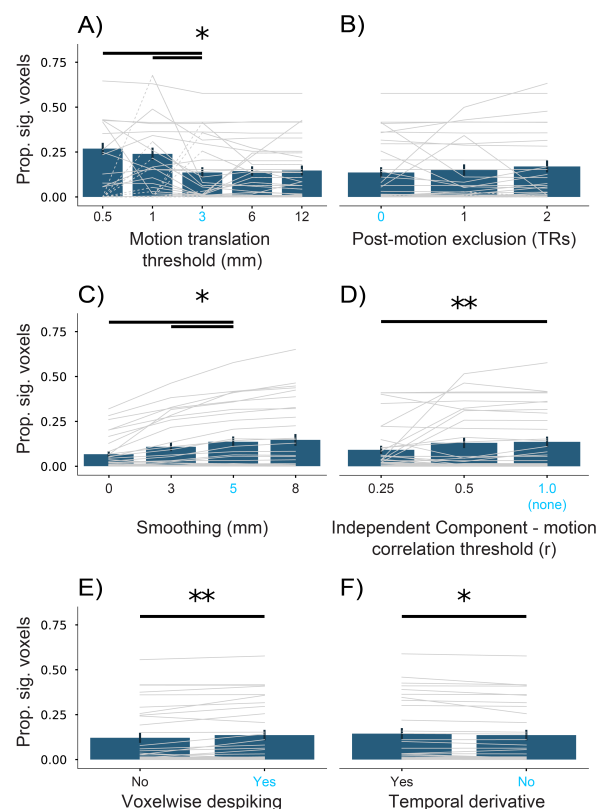 A)
*
Prop. sig. voxels
0.75
0.50
0.25
0.00
0.5 1 3 6 12
Motion translation
threshold (mm)
B)
0 1 2
Post-motion exclusion (TRs)
C)
*
Prop. sig. voxels
0.75
0.50
0.25
0.00
0 3 5 8
Smoothing (mm)
D)
**
0.25 0.5 1.0
(none)
Independent Component - motion
correlation threshold (r)
E)
**
Prop. sig. voxels
0.75
0.50
0.25
0.00
No Yes
Voxelwise despiking
F)
*
Yes No
Temporal derivative